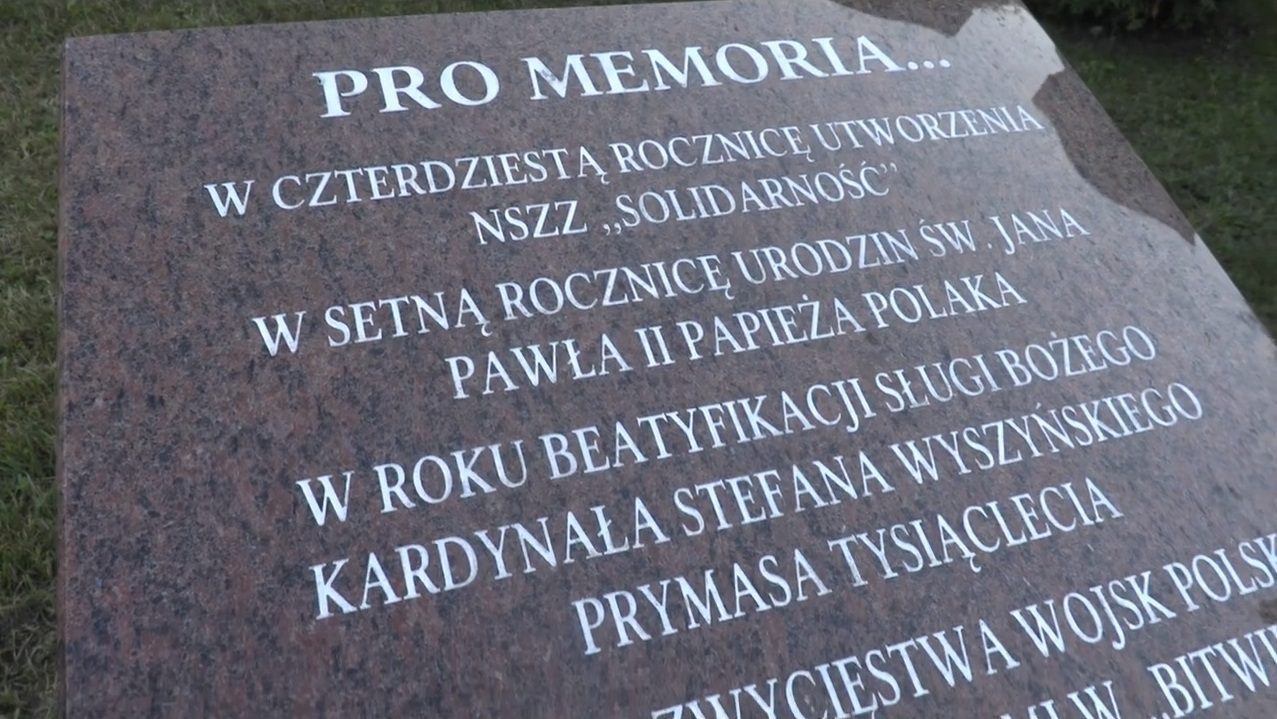 PRO MEMORIA...
W CZTERDZIESTĄ ROCZNICĘ UTWORZENIA
NSZZ ,,SOLIDARNOŚĆ’’
W SETNĄ ROCZNICĘ URODZIN ŚW. JANA
PAWŁA II PAPIEŻA POLAKA
W ROKU BEATYFIKACJI SŁUGI BOŻEGO
KARDYNAŁA STEFANA WYSZYŃSKIEGO
PRYMASA TYSIĄCLECIA
ZWYCIĘSTWA WOJSK
W ,,